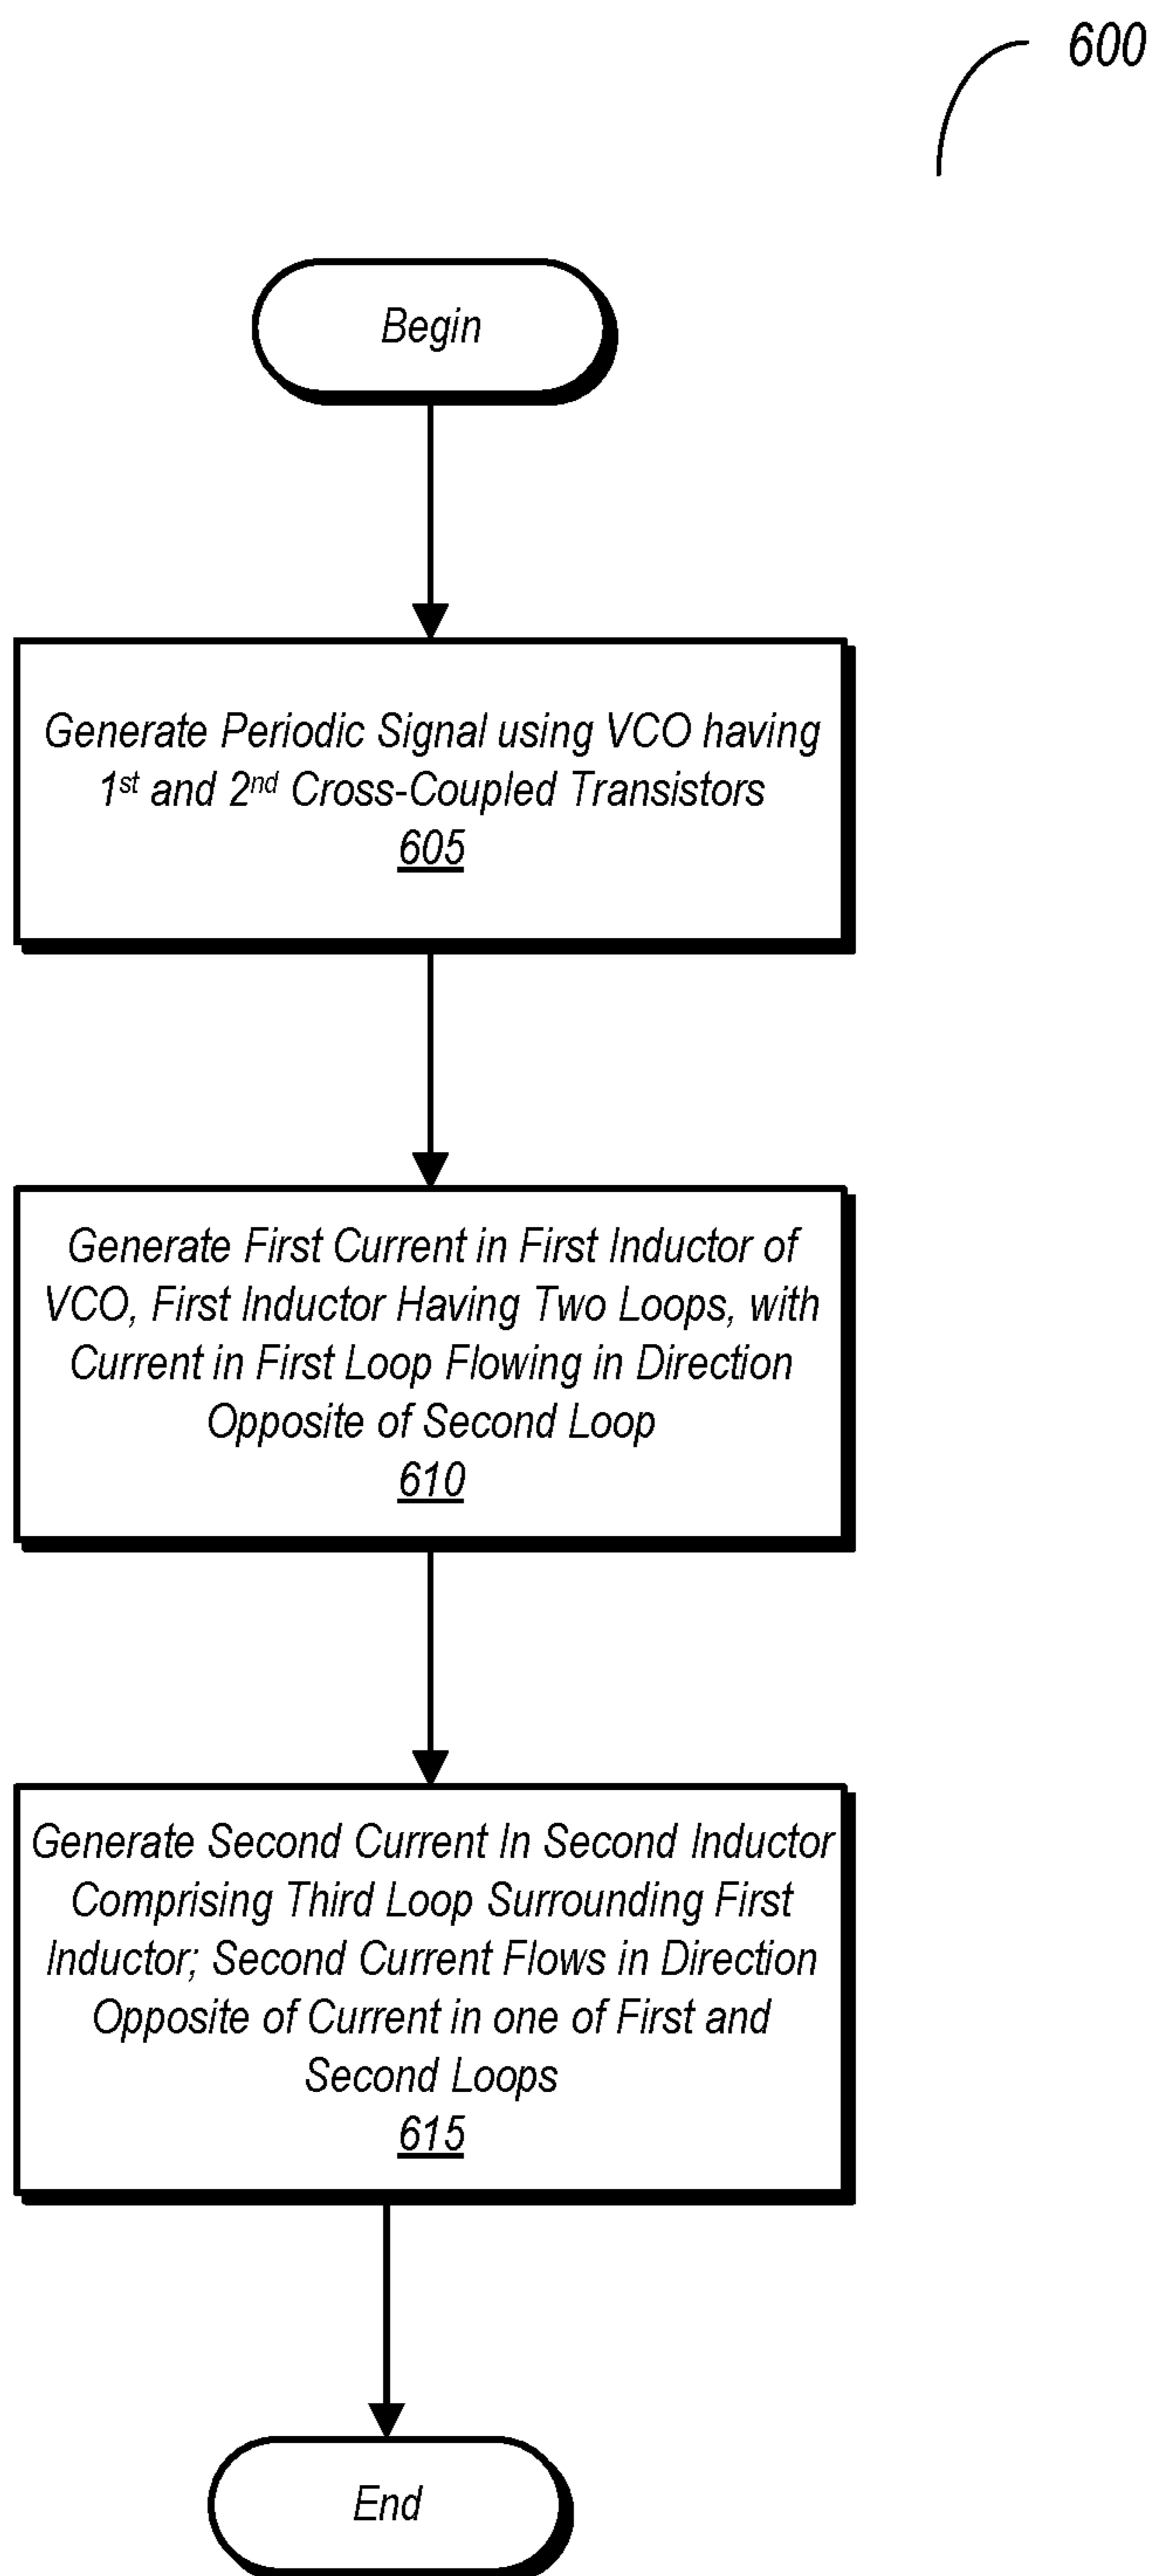 600
Begin
Generate Periodic Signal using VCO having
1st and 2nd Cross-Coupled Transistors
605
Generate First Current in First Inductor of
VCO, First Inductor Having Two Loops, with
Current in First Loop Flowing in Direction
Opposite of Second Loop
610
Generate Second Current In Second Inductor
Comprising Third Loop Surrounding First
Inductor; Second Current Flows in Direction
Opposite of Current in one of First and
Second Loops
615
End